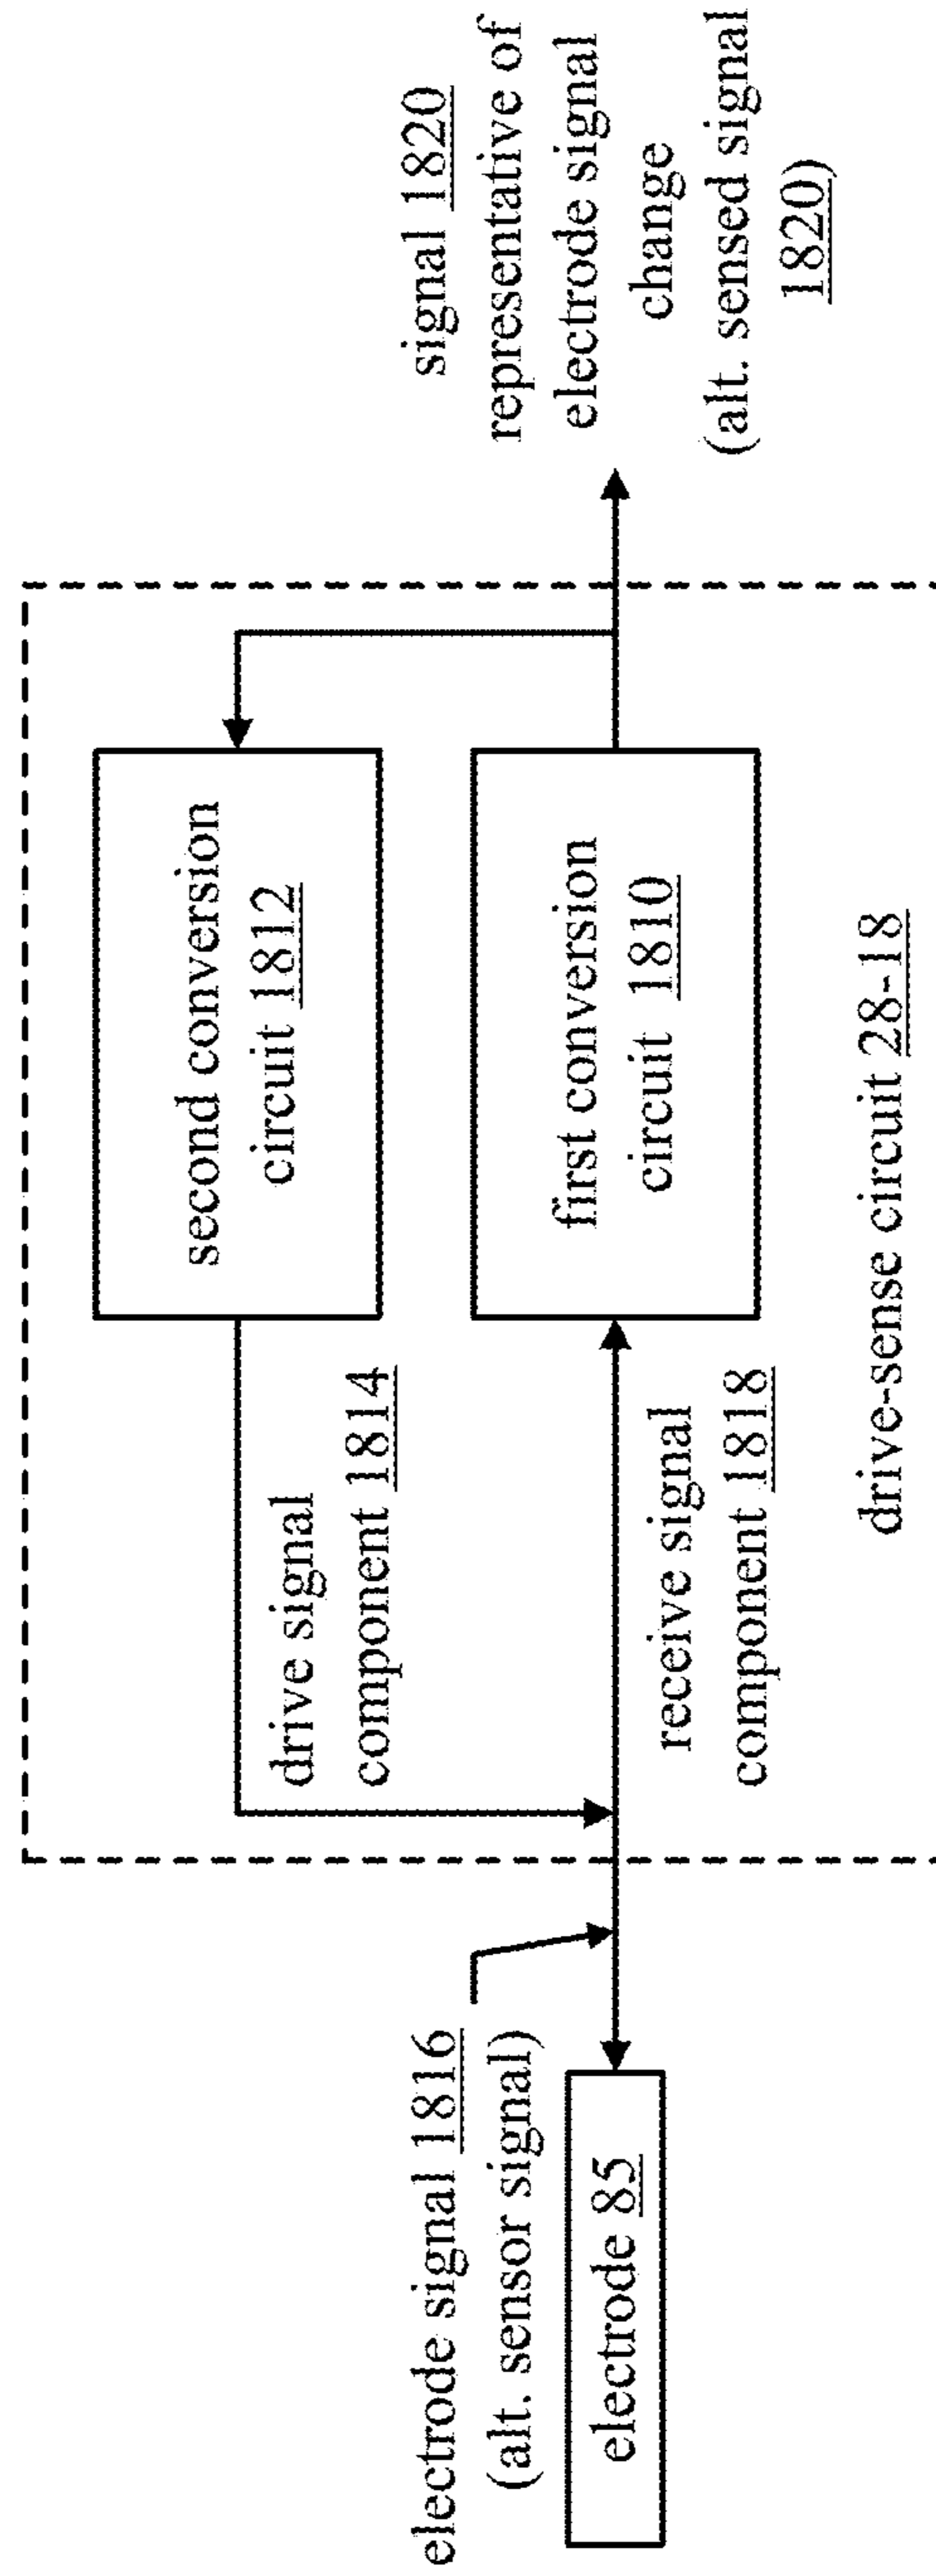 electrode signal 1816
(alt. sensor signal)
electrode 85
drive signal
component 1814
receive signal
component 1818
second conversion
circuit 1812
first conversion
circuit 1810
drive-sense circuit 28-18
signal 1820
representative of
electrode signal
change
(alt. sensed signal
1820)